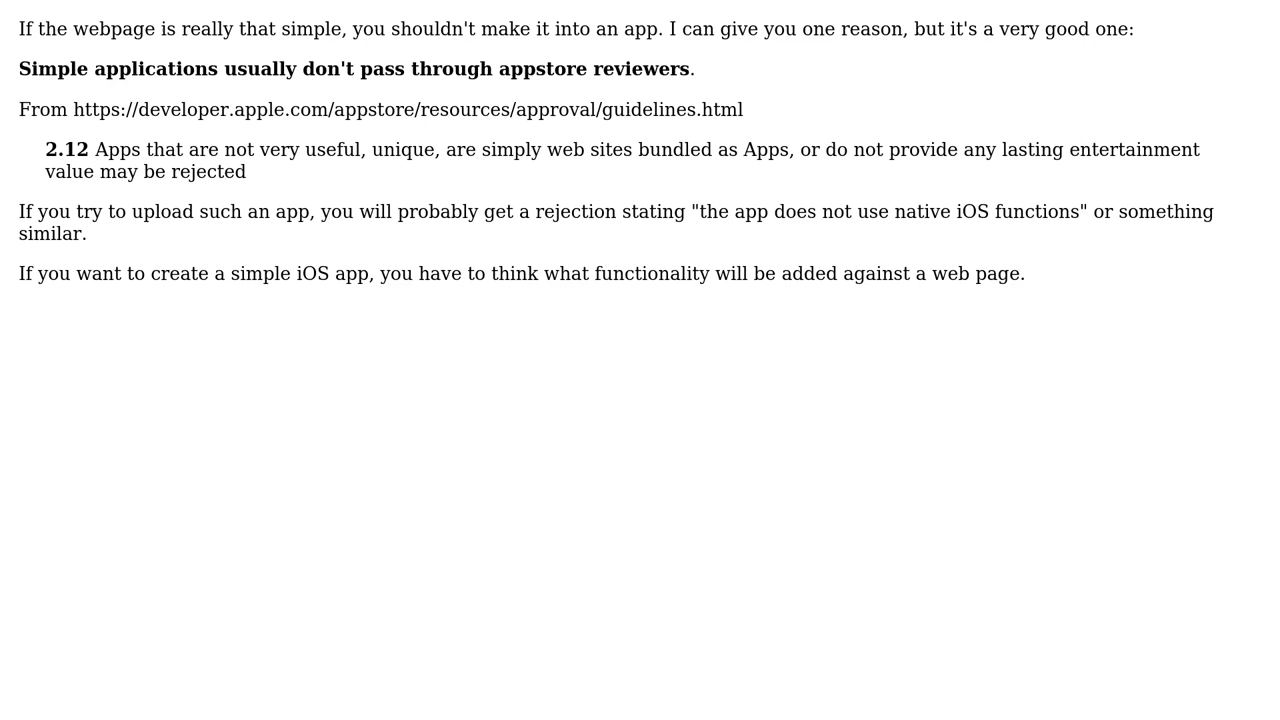 If the webpage is really that simple, you shouldn't make it into an app. I can give you one reason, but it's a very good one:
Simple applications usually don't pass through appstore reviewers.
From https://developer.apple.com/appstore/resources/approval/guidelines.html
2.12 Apps that are not very useful, unique, are simply web sites bundled as Apps, or do not provide any lasting entertainment
value may be rejected
If you try to upload such an app, you will probably get a rejection stating "the app does not use native iOS functions" or something
similar.
If you want to create a simple iOS app, you have to think what functionality will be added against a web page.